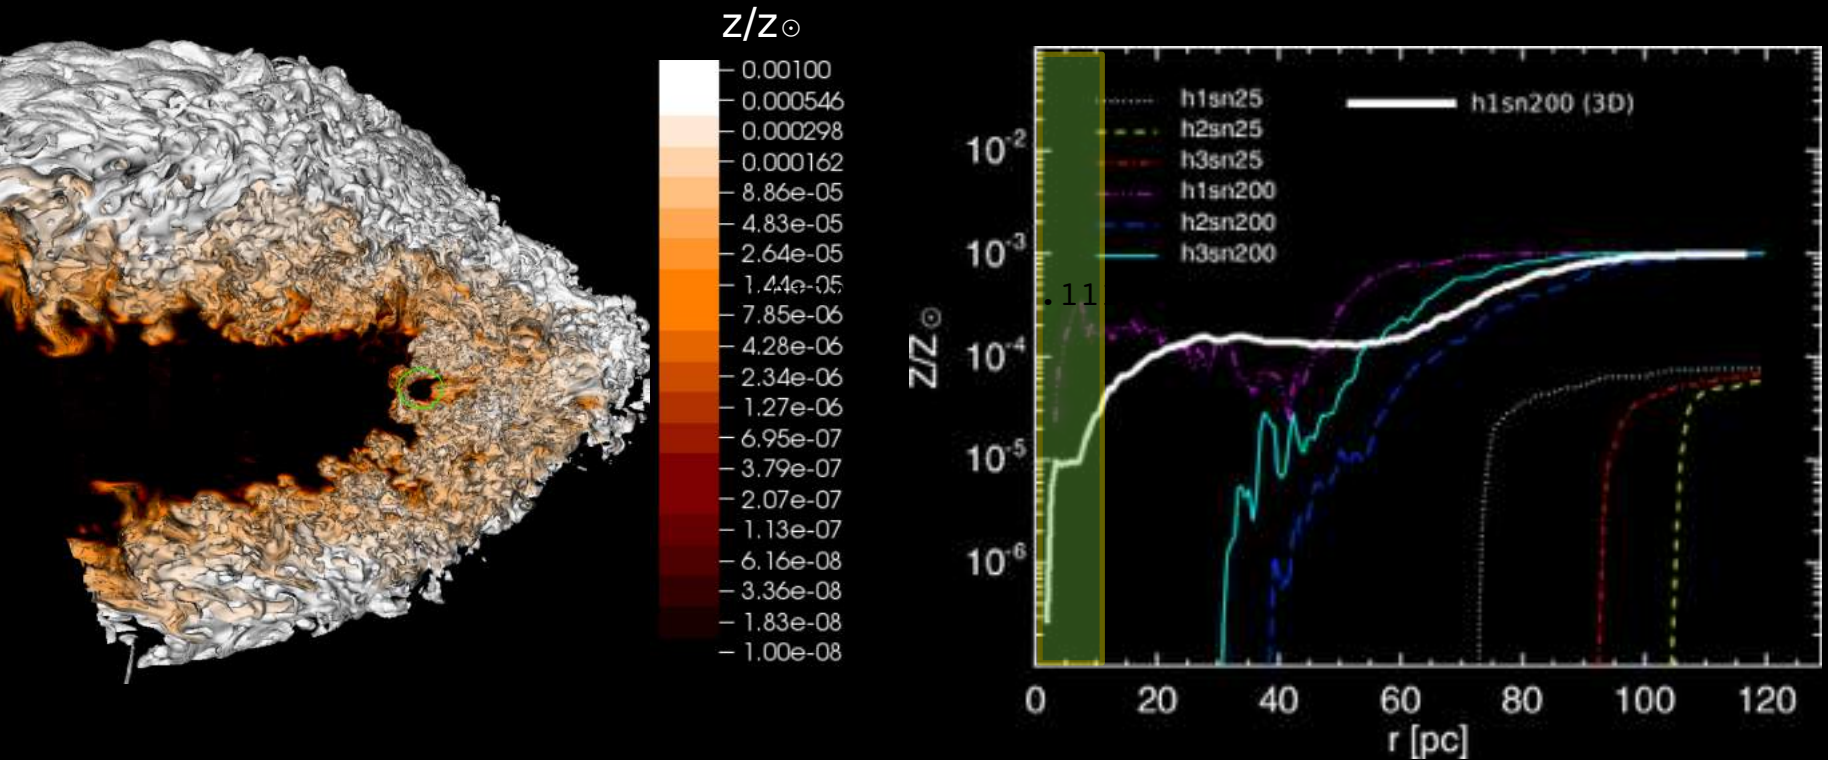 Z/Z☉
0.00100
0.000546
0.000298
0.000162
8.86e-05
4.83e-05
2.64e-05
1.44e-05
7.85e-06
4.28e-06
2.34e-06
1.27e-06
6.95e-07
3.79e-07
2.07e-07
1.13e-07
6.16e-08
3.36e-08
1.83e-08
1.00e-08
h1sn25
h2sn25
h3sn25
h1sn200
h2sn200
h3sn200
h1sn200 (3D)
.11
10⁻²
10⁻³
10⁻⁴
10⁻⁵
10⁻⁶
Z/Z☉
0 20 40 60 80 100 120
r [pc]